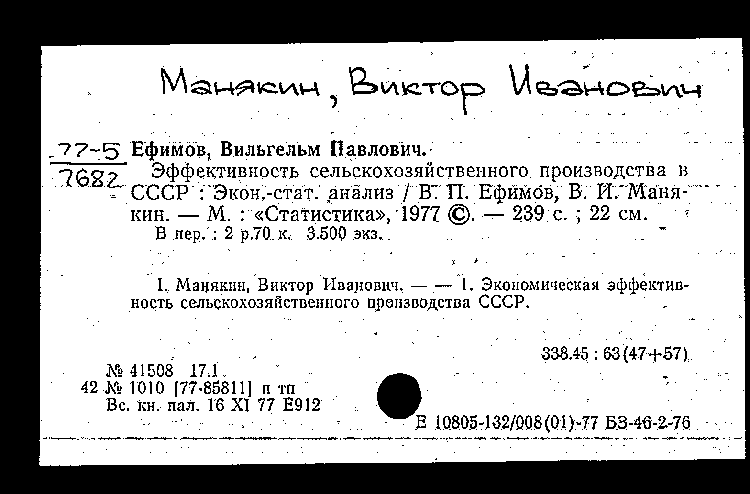 Манякин, Виктор Иванович
77-5
7682
Ефимов, Вильгельм Павлович.
Эффективность сельскохозяйственного производства в
СССР : Экон.-стат. анализ / В. П. Ефимов, В. И. Маня-
кин. — М. : «Статистика», 1977 ©. — 239 с. ; 22 см.
В пер. : 2 р.70 к. 3.500 экз.
I. Манякин, Виктор Иванович. — — 1. Экономическая эффектив-
ность сельскохозяйственного производства СССР.
338.45 : 63(47+57)
№ 41508 17.1
42 № 1010 [77-85811] п тп
Вс. кн. пал. 16 XI 77 Е912
Е 10805-132/008(01)-77 БЗ-46-2-76